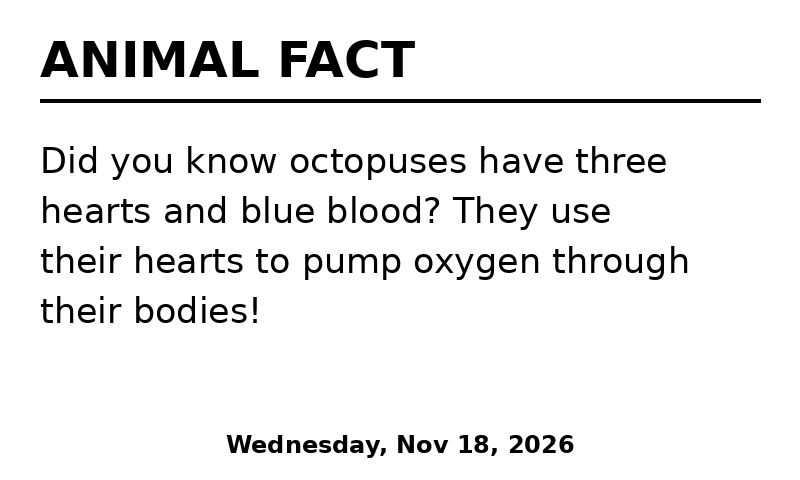 ANIMAL FACT
Did you know octopuses have three
hearts and blue blood? They use
their hearts to pump oxygen through
their bodies!
Wednesday, Nov 18, 2026